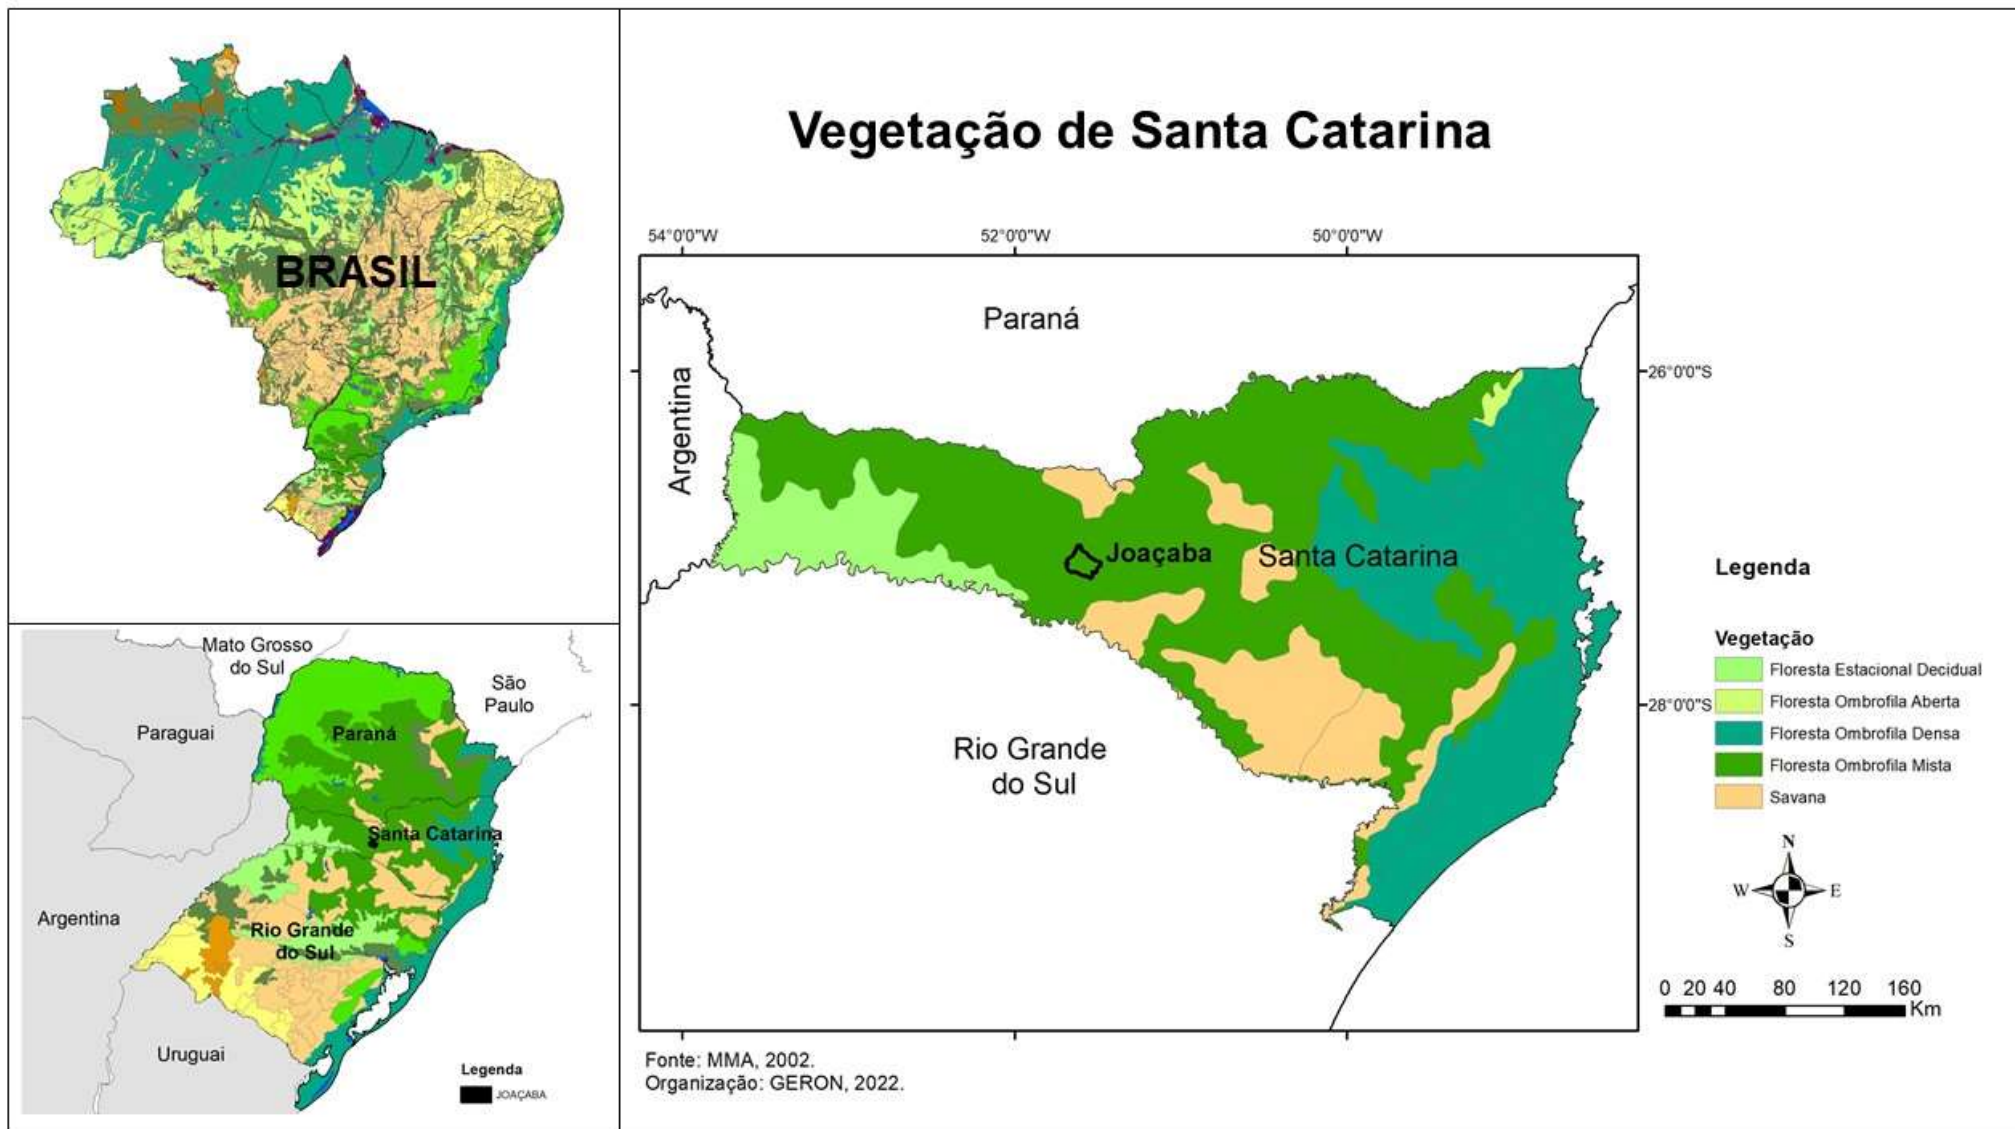 BRASIL
Mato Grosso
do Sul
São
Paulo
Paraguai
Paraná
Santa Catarina
Argentina
Rio Grande
do Sul
Uruguai
Legenda
JOAÇABA
Vegetação de Santa Catarina
54°0'0"W
52°0'0"W
50°0'0"W
Paraná
Argentina
26°0'0"S
Joaçaba
Santa Catarina
28°0'0"S
Rio Grande
do Sul
Legenda
Vegetação
Floresta Estacional Decidual
Floresta Ombrofila Aberta
Floresta Ombrofila Densa
Floresta Ombrofila Mista
Savana
N
W
E
S
0 20 40 80 120 160
Km
Fonte: MMA, 2002.
Organização: GERON, 2022.